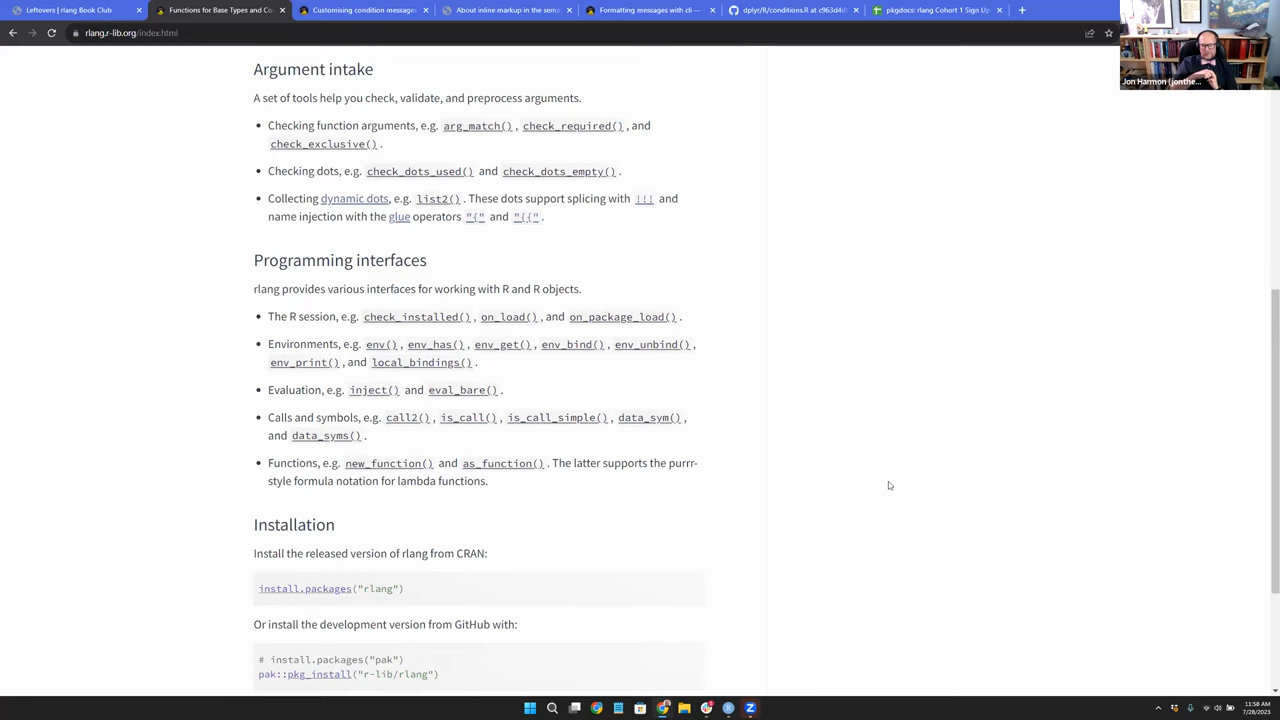 Leftovers | rlang Book Club
Functions for Base Types and Co
Customising condition messages
About inline markup in the sema
Formatting messages with cli —
dplyr/R/conditions.R at c963d4d
pkgdocs: rlang Cohort 1 Sign Up
rlang.r-lib.org/index.html
Jon Harmon (jonthe...
Argument intake
A set of tools help you check, validate, and preprocess arguments.
Checking function arguments, e.g. arg_match(), check_required(), and
check_exclusive().
Checking dots, e.g. check_dots_used() and check_dots_empty().
Collecting dynamic dots, e.g. list2(). These dots support splicing with !!! and
name injection with the glue operators "{" and "{{".
Programming interfaces
rlang provides various interfaces for working with R and R objects.
The R session, e.g. check_installed(), on_load(), and on_package_load().
Environments, e.g. env(), env_has(), env_get(), env_bind(), env_unbind(),
env_print(), and local_bindings().
Evaluation, e.g. inject() and eval_bare().
Calls and symbols, e.g. call2(), is_call(), is_call_simple(), data_sym(),
and data_syms().
Functions, e.g. new_function() and as_function(). The latter supports the purrr-
style formula notation for lambda functions.
Installation
Install the released version of rlang from CRAN:
install.packages("rlang")
Or install the development version from GitHub with:
# install.packages("pak")
pak::pkg_install("r-lib/rlang")
11:58 AM
7/28/2023